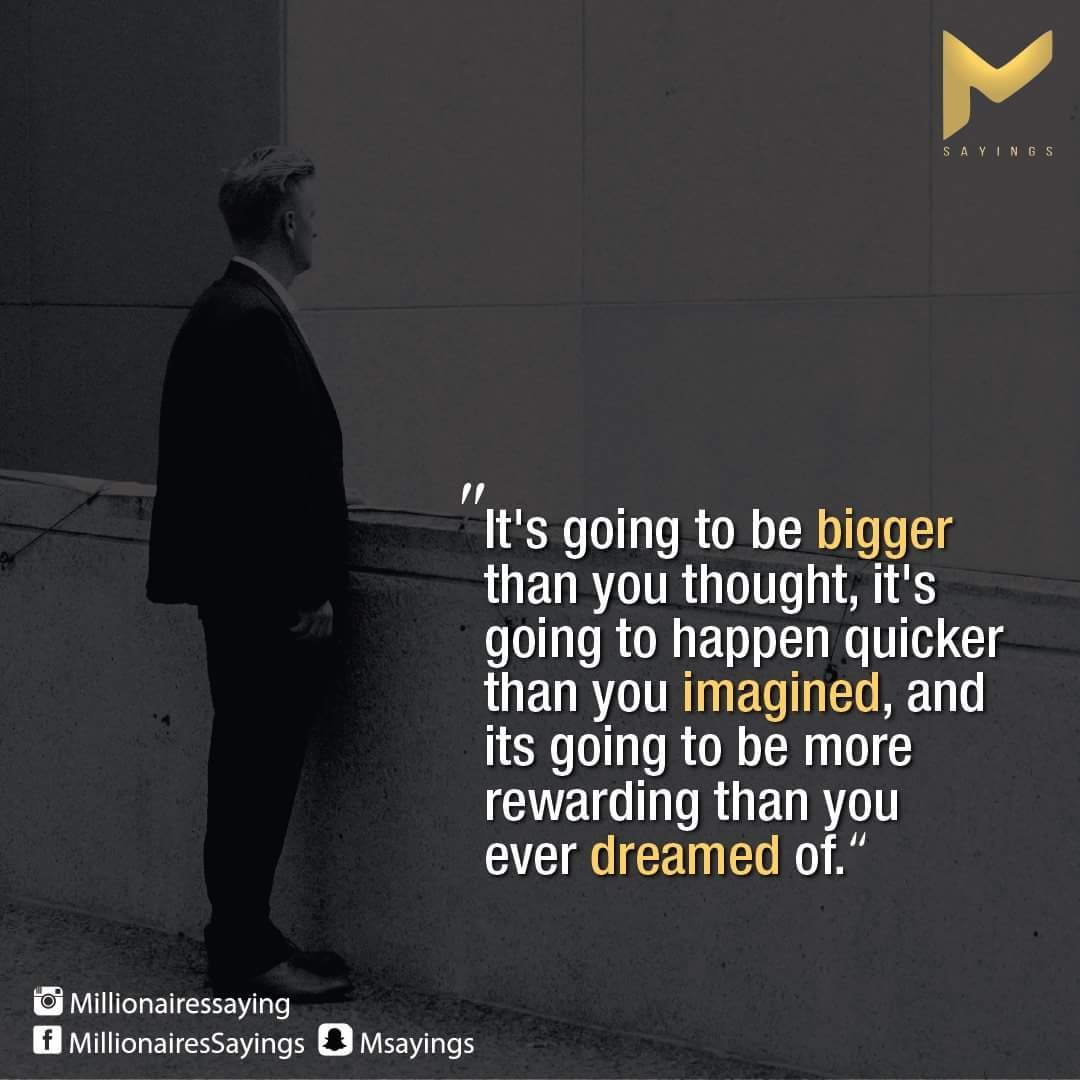 SAYINGS
"It's going to be bigger
than you thought, it's
going to happen quicker
than you imagined, and
its going to be more
rewarding than you
ever dreamed of.“
Millionairessaying
MillionairesSayings Msayings